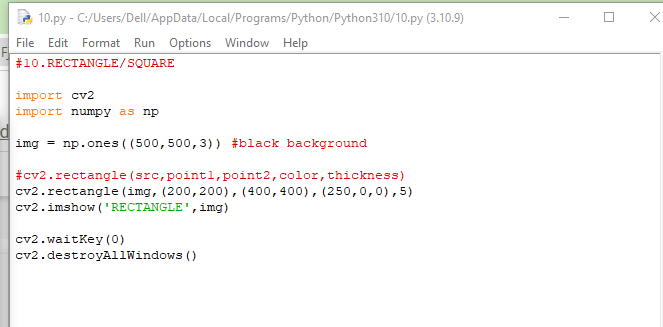 10.py - C:/Users/Dell/AppData/Local/Programs/Python/Python310/10.py (3.10.9)
File Edit Format Run Options Window Help
#10.RECTANGLE/SQUARE
import cv2
import numpy as np
img = np.ones((500,500,3)) #black background
#cv2.rectangle(src,point1,point2,color,thickness)
cv2.rectangle(img,(200,200),(400,400),(250,0,0),5)
cv2.imshow('RECTANGLE',img)
cv2.waitKey(0)
cv2.destroyAllWindows()